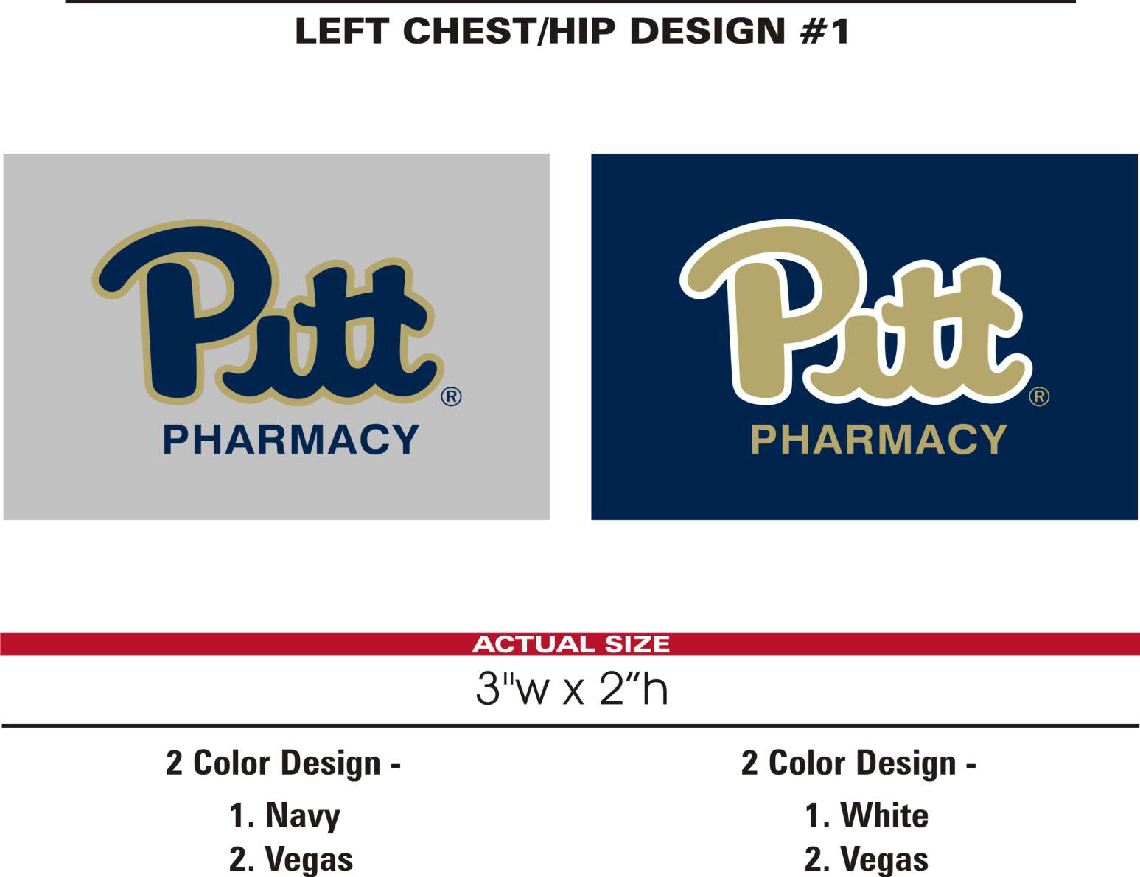 LEFT CHEST/HIP DESIGN #1
Pitt®
PHARMACY
Pitt®
PHARMACY
ACTUAL SIZE
3"w x 2”h
2 Color Design -
1. Navy
2. Vegas
2 Color Design -
1. White
2. Vegas